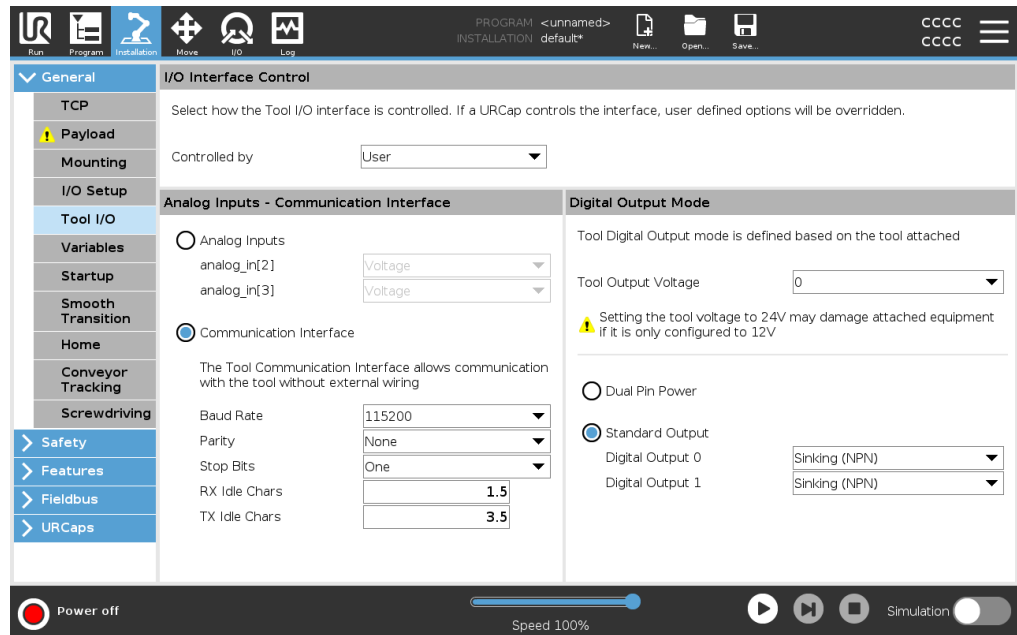 PROGRAM <unnamed>
INSTALLATION default*
UR
Run
Program
Installation
Move
I/O
Log
New...
Open...
Save...
CCCC
CCCC
General
TCP
Payload
Mounting
I/O Setup
Tool I/O
Variables
Startup
Smooth
Transition
Home
Conveyor
Tracking
Screwdriving
Safety
Features
Fieldbus
URCaps
I/O Interface Control
Select how the Tool I/O interface is controlled. If a URCap controls the interface, user defined options will be overridden.
Controlled by User
Analog Inputs - Communication Interface
Analog Inputs
analog_in[2] Voltage
analog_in[3] Voltage
Communication Interface
The Tool Communication Interface allows communication
with the tool without external wiring
Baud Rate 115200
Parity None
Stop Bits One
RX Idle Chars 1.5
TX Idle Chars 3.5
Digital Output Mode
Tool Digital Output mode is defined based on the tool attached
Tool Output Voltage 0
Setting the tool voltage to 24V may damage attached equipment
if it is only configured to 12V
Dual Pin Power
Standard Output
Digital Output 0 Sinking (NPN)
Digital Output 1 Sinking (NPN)
Power off
Speed 100%
Simulation